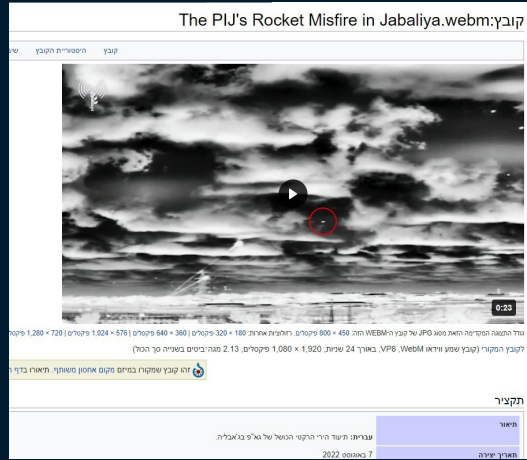 קובץ:The PIJ's Rocket Misfire in Jabaliya.webm
קובץ היסטוריית הקובץ
0:23
גודל התצוגה המקדימה הזאת מסוג JPG של קובץ ה־WEBM הזה: 450 × 800 פיקסלים. רזולוציות אחרות: 180 × 320 פיקסלים | 360 × 640 פיקסלים | 576 × 1,024 פיקסלים | 720 × 1,280
לקובץ המקורי (קובץ שמע ווידאו WebM, VP8, באורך 24 שניות, 1,920 × 1,080 פיקסלים, 2.13 מגה־ביטים בשנייה סך הכול)
זהו קובץ שמקורו במיזם מקום אחסון משותף. תיאורו בדף
תקציר
תיאור
עברית: תיעוד הירי הרקטי הכושל של גא"פ בג'אבליה.
תאריך יצירה
7 באוגוסט 2022